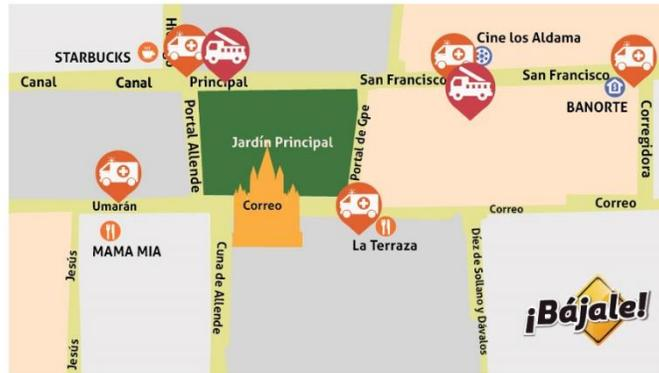 Cine los Aldama
STARBUCKS
Canal
Canal
Principal
San Francisco
San Francisco
BANORTE
Portal Allende
Jardín Principal
Portal de Gpe
Corregidora
Umarán
Correo
Correo
Correo
MAMA MIA
La Terraza
Jesús
Cuna de Allende
Díez de Sollano y Dávalos
¡Bájale!
Jesús